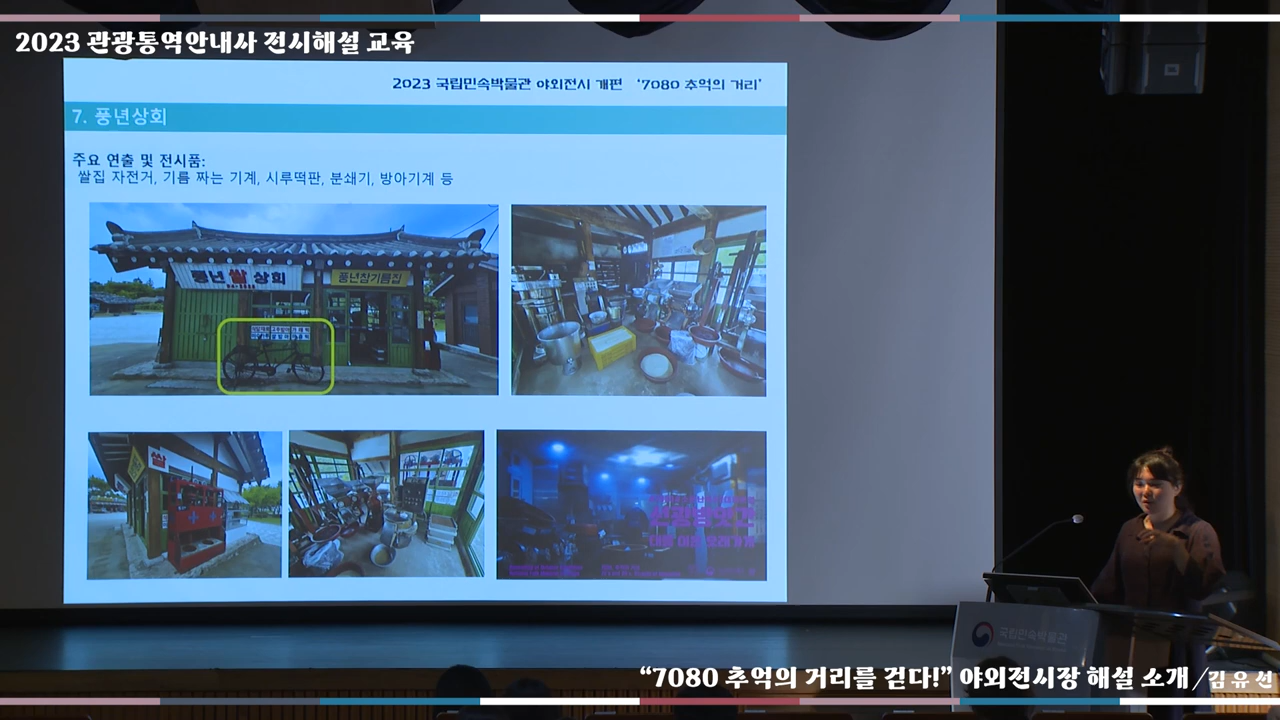 2023 관광통역안내사 전시해설 교육
2023 국립민속박물관 야외전시 개편 ‘7080 추억의 거리’
7. 풍년상회
주요 연출 및 전시품:
쌀집 자전거, 기름 짜는 기계, 시루떡판, 분쇄기, 방아기계 등
풍년 쌀 상회
풍년참기름집
쌀
국립민속박물관
“7080 추억의 거리를 걷다!” 야외전시장 해설 소개 / 김유선